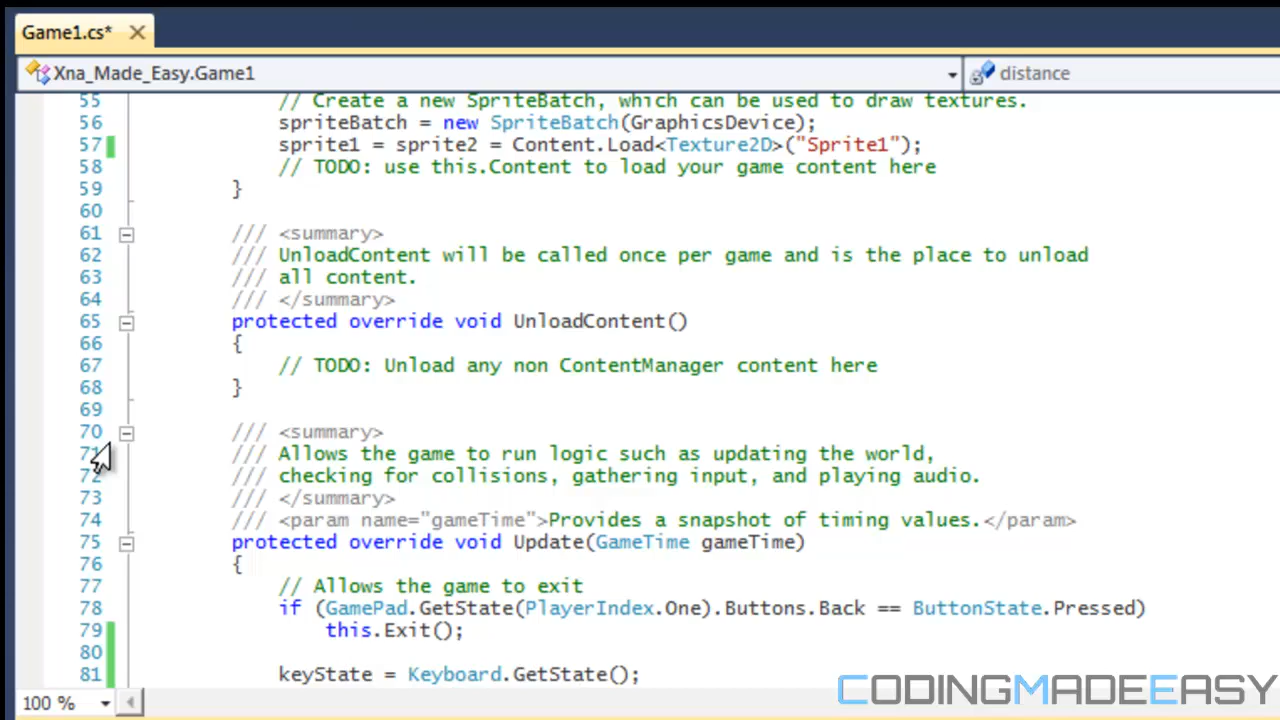 Game1.cs*
Xna_Made_Easy.Game1
distance
55 // Create a new SpriteBatch, which can be used to draw textures.
56 spriteBatch = new SpriteBatch(GraphicsDevice);
57 sprite1 = sprite2 = Content.Load<Texture2D>("Sprite1");
58 // TODO: use this.Content to load your game content here
59 }
60
61 /// <summary>
62 /// UnloadContent will be called once per game and is the place to unload
63 /// all content.
64 /// </summary>
65 protected override void UnloadContent()
66 {
67 // TODO: Unload any non ContentManager content here
68 }
69
70 /// <summary>
71 /// Allows the game to run logic such as updating the world,
72 /// checking for collisions, gathering input, and playing audio.
73 /// </summary>
74 /// <param name="gameTime">Provides a snapshot of timing values.</param>
75 protected override void Update(GameTime gameTime)
76 {
77 // Allows the game to exit
78 if (GamePad.GetState(PlayerIndex.One).Buttons.Back == ButtonState.Pressed)
79 this.Exit();
80
81 keyState = Keyboard.GetState();
100 %
CODINGMADEEASY